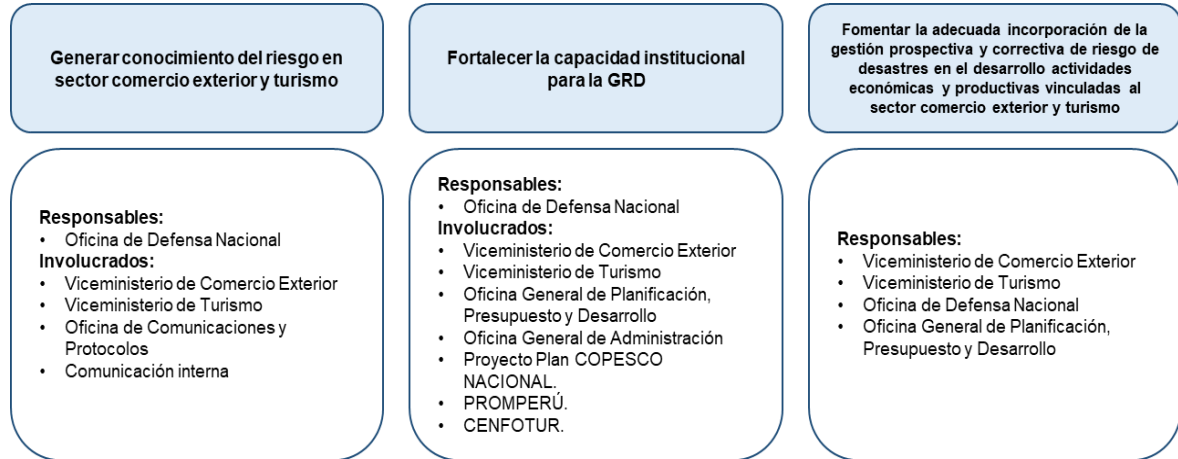 Generar conocimiento del riesgo en
sector comercio exterior y turismo
Responsables:
• Oficina de Defensa Nacional
Involucrados:
• Viceministerio de Comercio Exterior
• Viceministerio de Turismo
• Oficina de Comunicaciones y
Protocolos
• Comunicación interna
Fortalecer la capacidad institucional
para la GRD
Responsables:
• Oficina de Defensa Nacional
Involucrados:
• Viceministerio de Comercio Exterior
• Viceministerio de Turismo
• Oficina General de Planificación,
Presupuesto y Desarrollo
• Oficina General de Administración
• Proyecto Plan COPESCO
NACIONAL.
• PROMPERÚ.
• CENFOTUR.
Fomentar la adecuada incorporación de la
gestión prospectiva y correctiva de riesgo de
desastres en el desarrollo actividades
económicas y productivas vinculadas al
sector comercio exterior y turismo
Responsables:
• Viceministerio de Comercio Exterior
• Viceministerio de Turismo
• Oficina de Defensa Nacional
• Oficina General de Planificación,
Presupuesto y Desarrollo